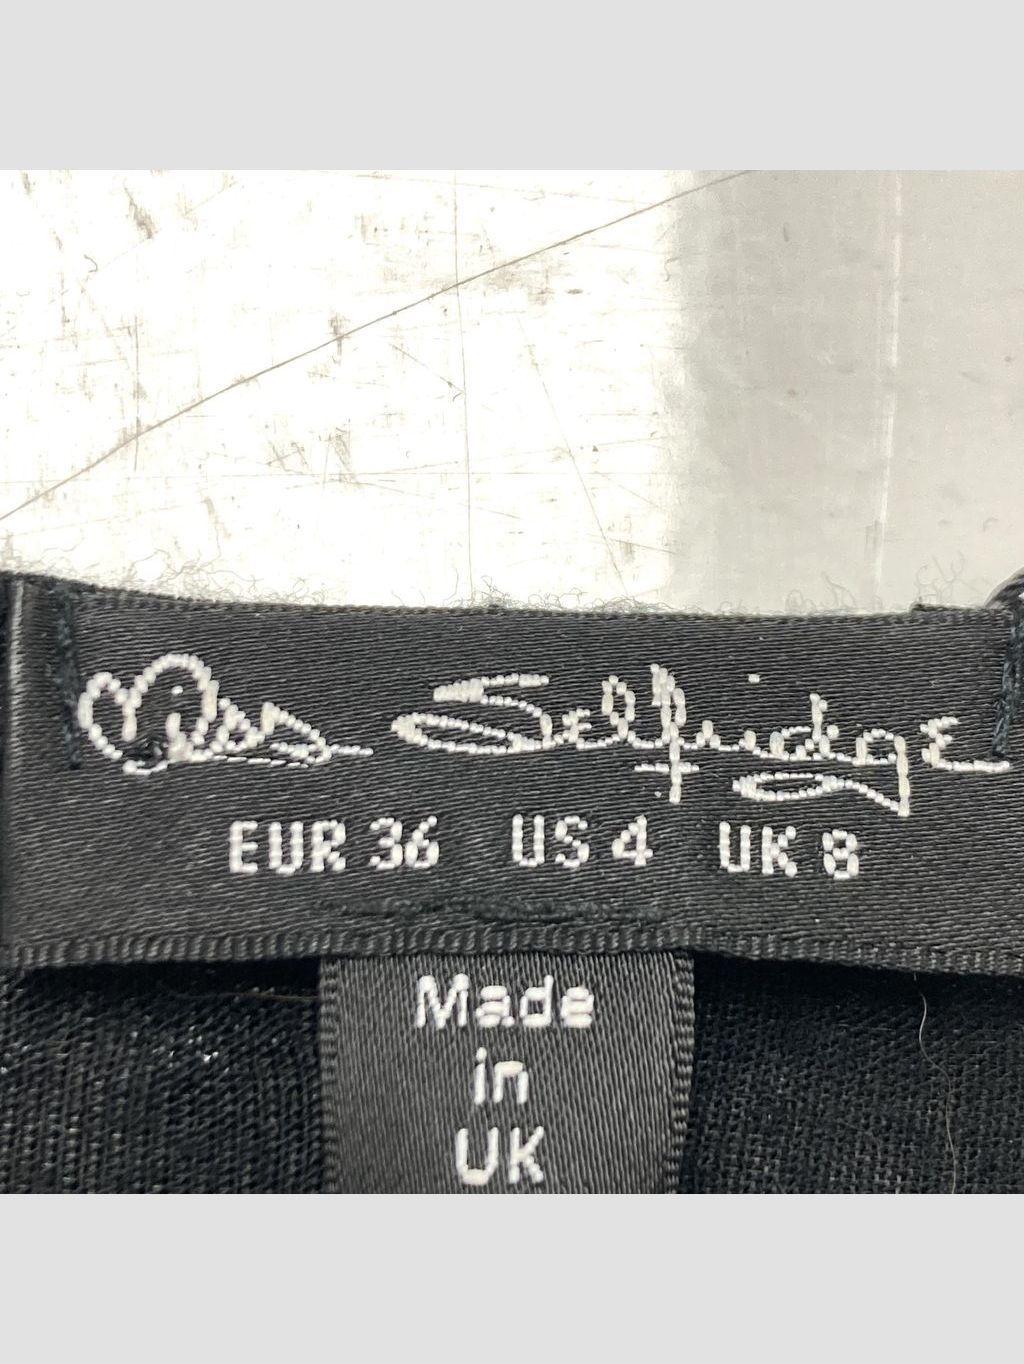 Miss Selfridge
EUR 36 US 4 UK 8
Made
in
UK